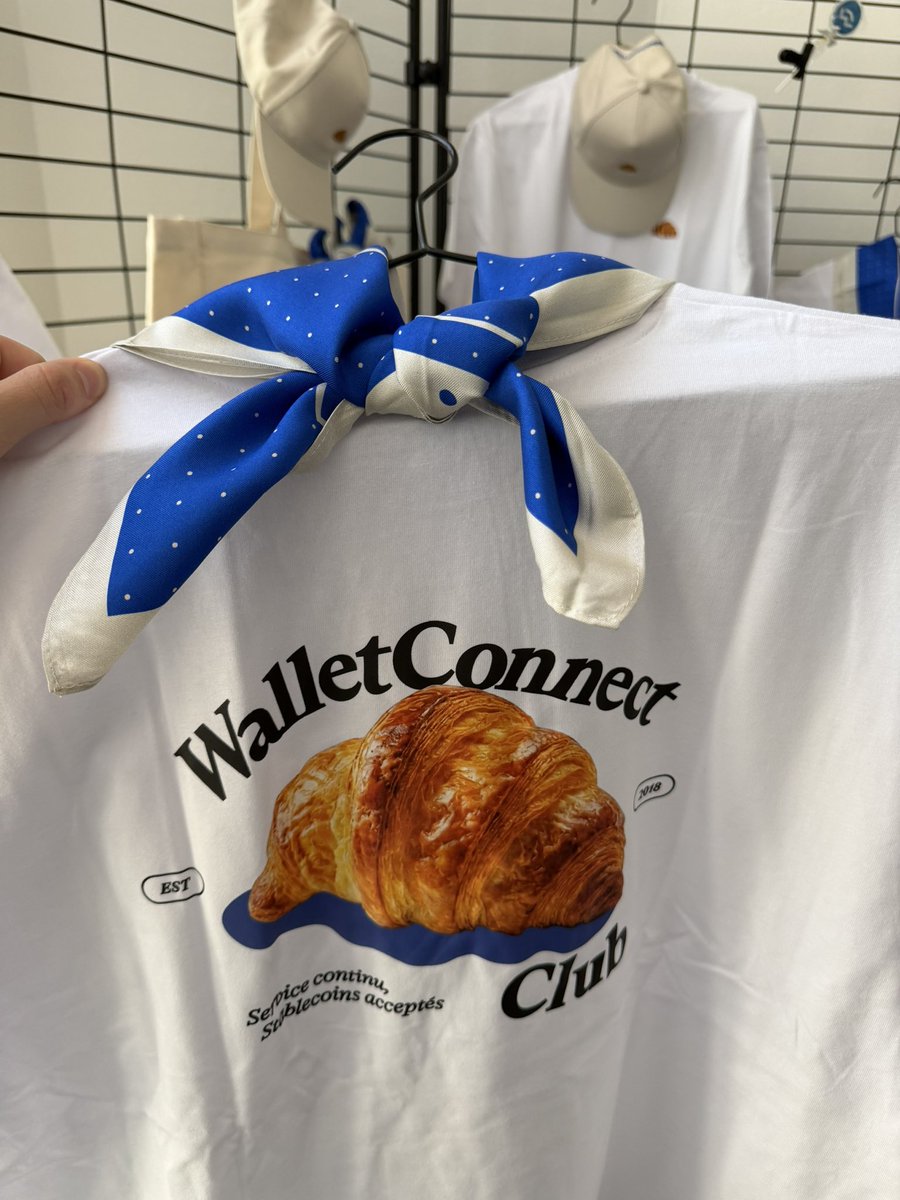 WalletConnect
2018
EST
Club
Service continu,
Stablecoins acceptés